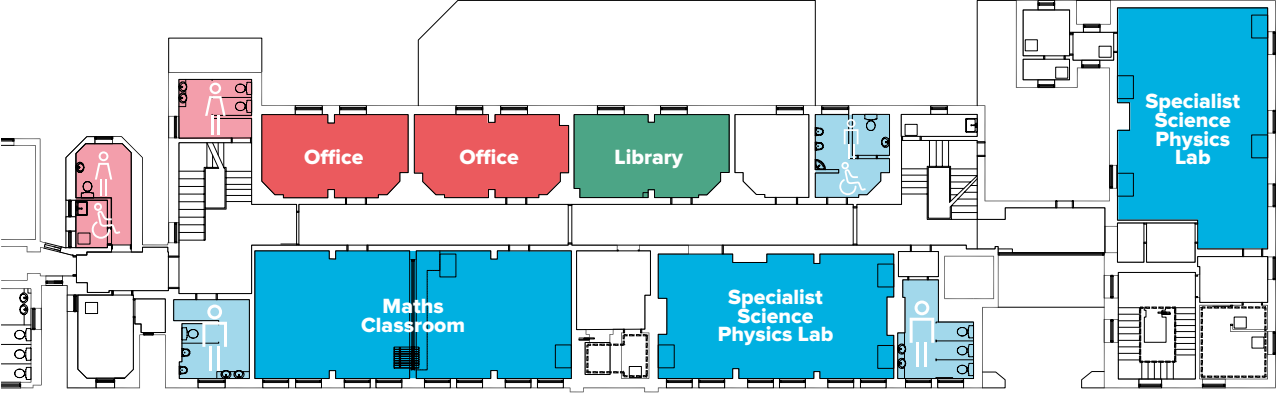 Specialist
Science
Physics
Lab
Office
Office
Library
Maths
Classroom
Specialist
Science
Physics Lab